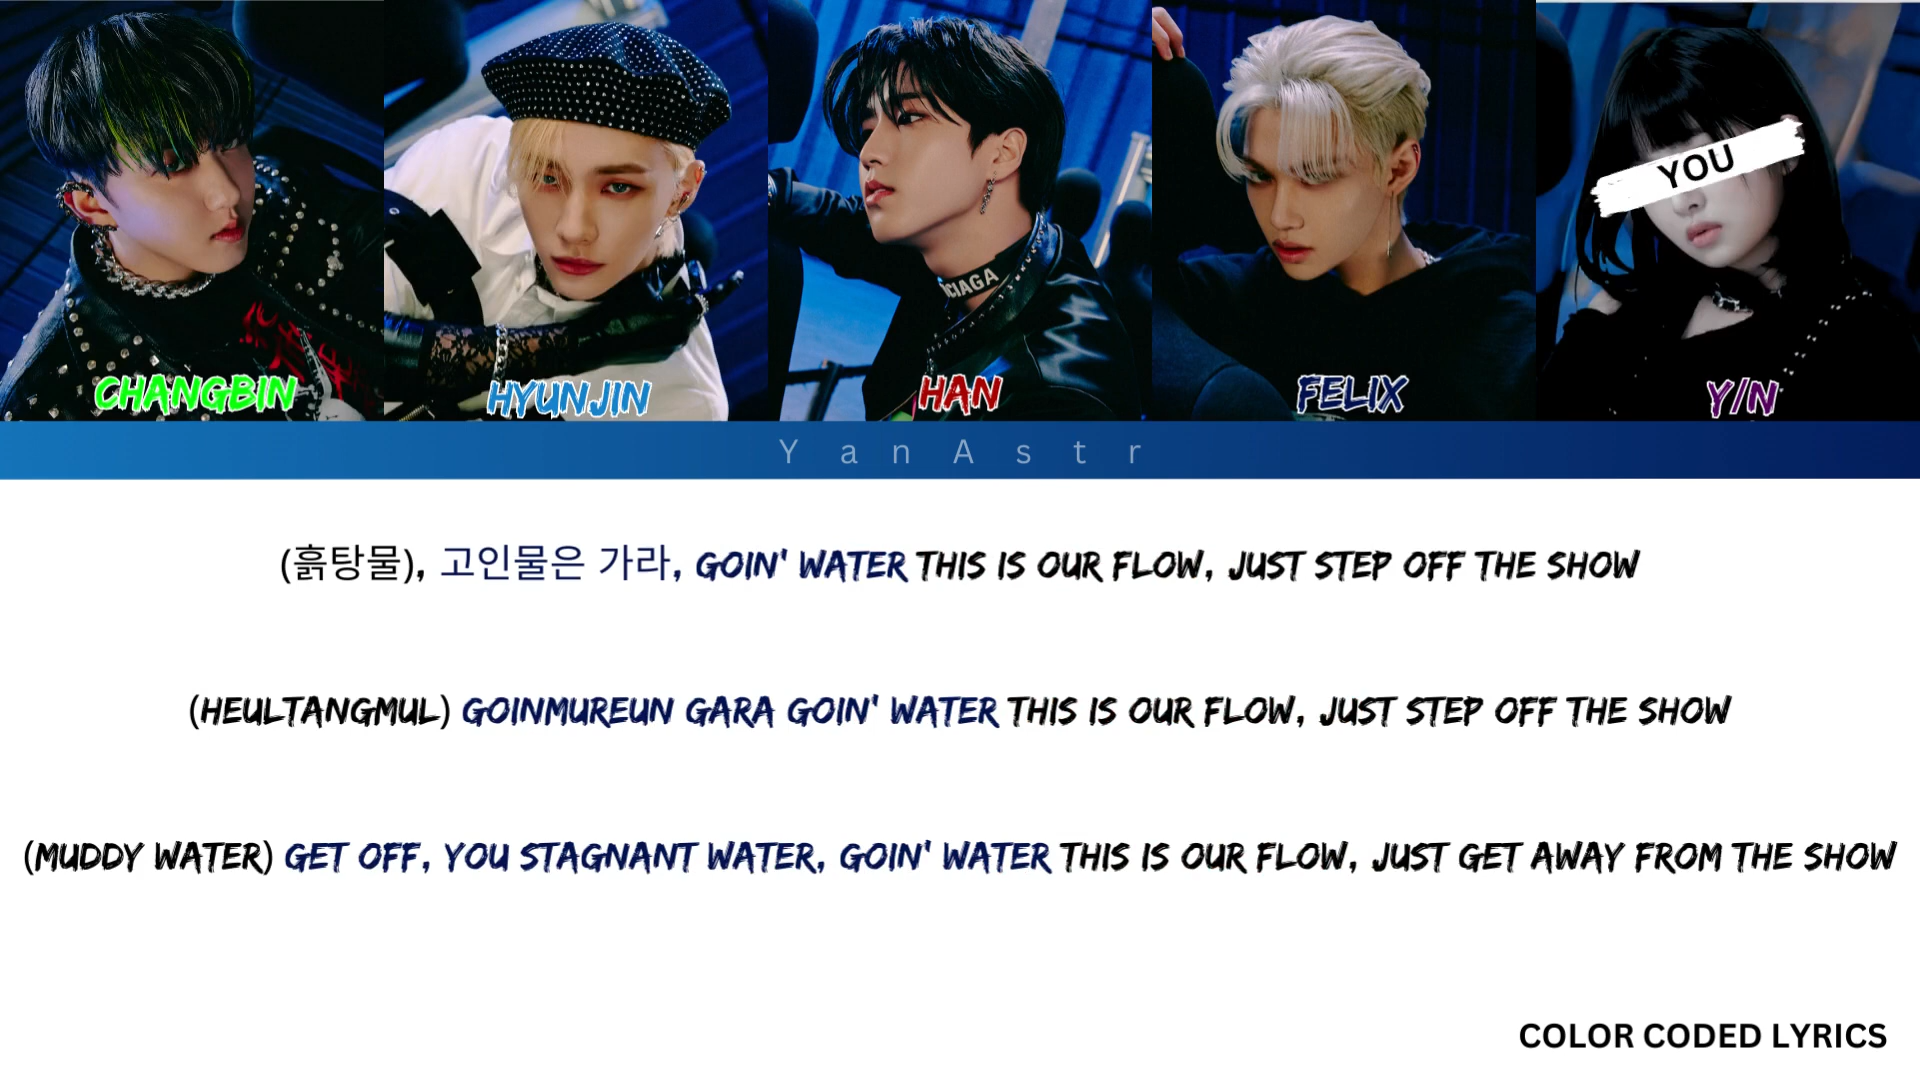 CIAGA
YOU
CHANGBIN
HYUNJIN
HAN
FELIX
Y/N
YanAstr
(흙탕물), 고인물은 가라, GOIN' WATER THIS IS OUR FLOW, JUST STEP OFF THE SHOW
(HEULTANGMUL) GOINMUREUN GARA GOIN' WATER THIS IS OUR FLOW, JUST STEP OFF THE SHOW
(MUDDY WATER) GET OFF, YOU STAGNANT WATER, GOIN' WATER THIS IS OUR FLOW, JUST GET AWAY FROM THE SHOW
COLOR CODED LYRICS